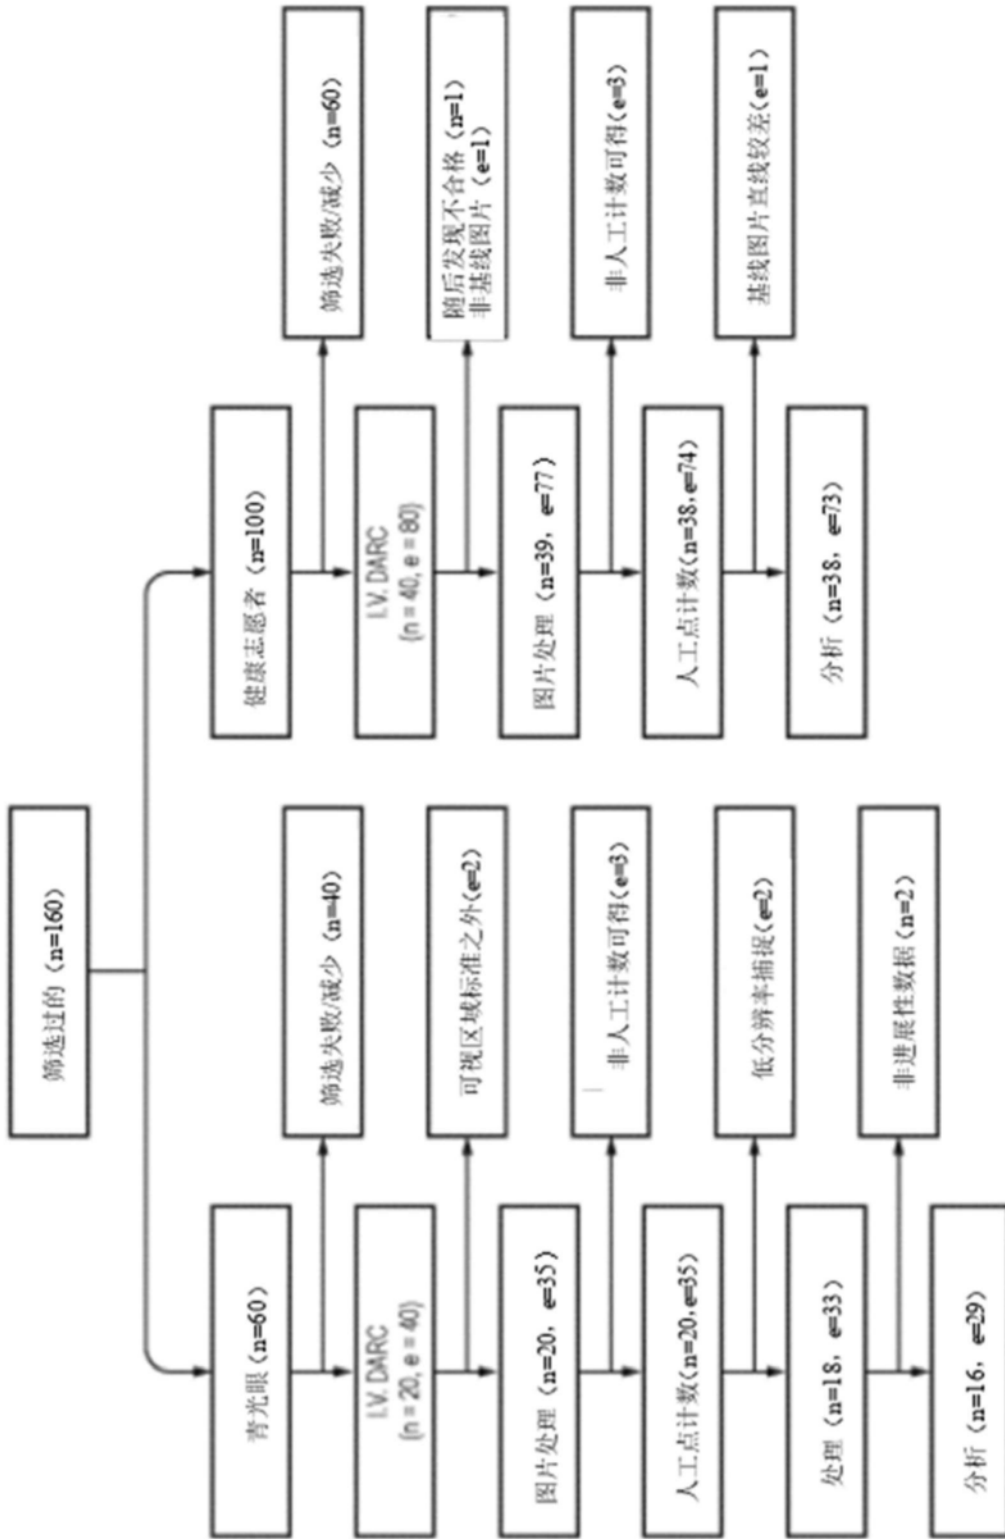 筛选过的（n=160）
青光眼（n=60）
筛选失败/减少（n=40）
I.V. DARC
(n = 20, e = 40)
可视区域标准之外(e=2)
图片处理（n=20，e=35）
非人工计数可得(e=3)
人工点计数(n=20,e=35)
低分辨率捕捉(e=2)
处理（n=18，e=33）
非进展性数据(n=2)
分析（n=16，e=29）
健康志愿者（n=100）
筛选失败/减少（n=60）
I.V. DARC
(n = 40, e = 80)
随后发现不合格（n=1）
非基线图片（e=1）
图片处理（n=39，e=77）
非人工计数可得(e=3)
人工点计数(n=38,e=74)
基线图片直线较差(e=1)
分析（n=38，e=73）